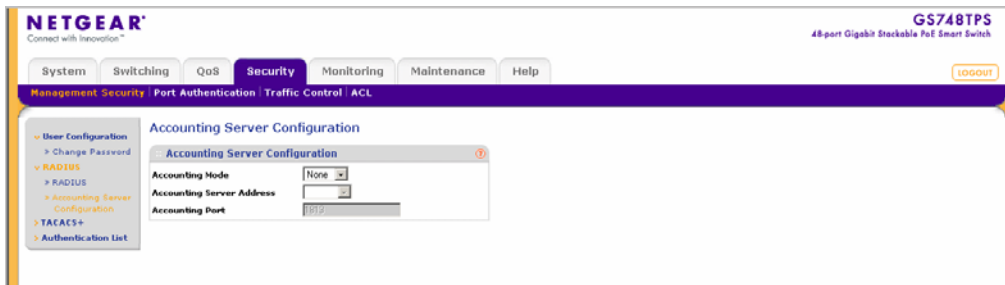 NETGEAR
Connect with Innovation™
GS748TPS
48-port Gigabit Stackable PoE Smart Switch
System Switching QoS Security Monitoring Maintenance Help
LOGOUT
Management Security | Port Authentication | Traffic Control | ACL
User Configuration
> Change Password
RADIUS
> RADIUS
> Accounting Server
Configuration
> TACACS+
> Authentication List
Accounting Server Configuration
Accounting Server Configuration
?
Accounting Mode None
Accounting Server Address
Accounting Port 1813